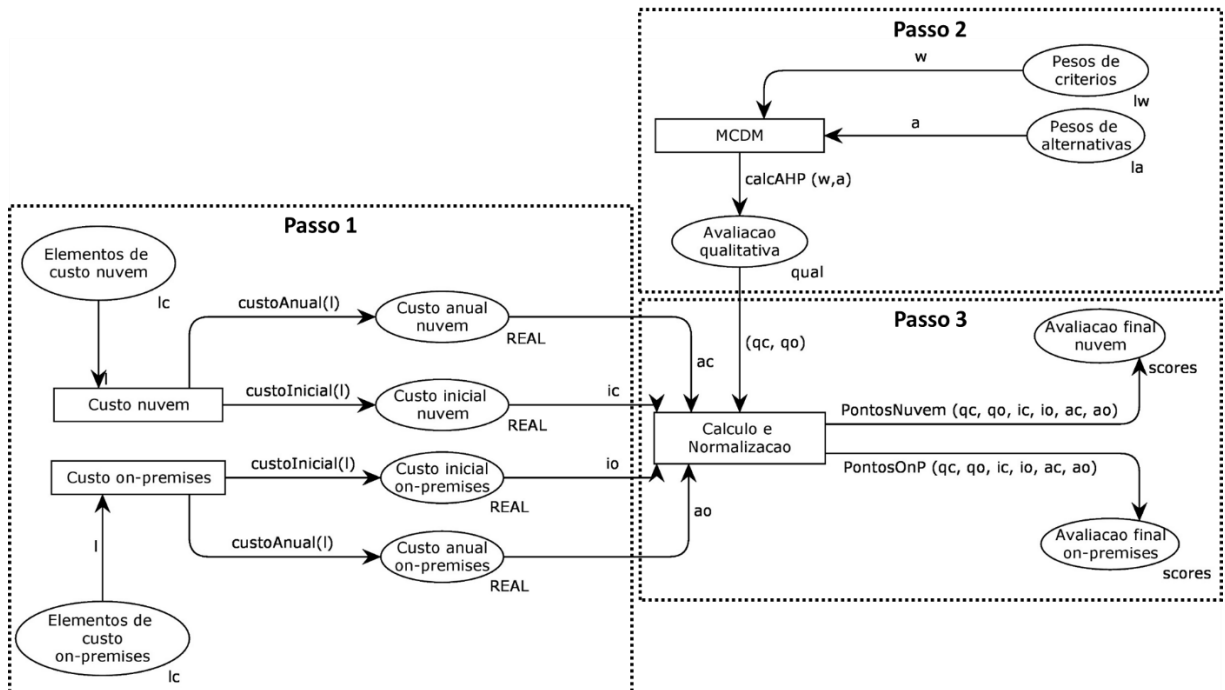 Passo 1
Elementos de
custo nuvem
lc
l
Custo nuvem
custoAnual(l)
Custo anual
nuvem
REAL
ac
custoInicial(l)
Custo inicial
nuvem
REAL
ic
Custo on-premises
custoInicial(l)
Custo inicial
on-premises
REAL
io
custoAnual(l)
Custo anual
on-premises
REAL
ao
l
Elementos de
custo
on-premises
lc
Passo 2
w
Pesos de
criterios
lw
MCDM
a
Pesos de
alternativas
la
calcAHP (w,a)
Avaliacao
qualitativa
qual
Passo 3
(qc, qo)
Calculo e
Normalizacao
PontosNuvem (qc, qo, ic, io, ac, ao)
Avaliacao final
nuvem
scores
PontosOnP (qc, qo, ic, io, ac, ao)
Avaliacao final
on-premises
scores